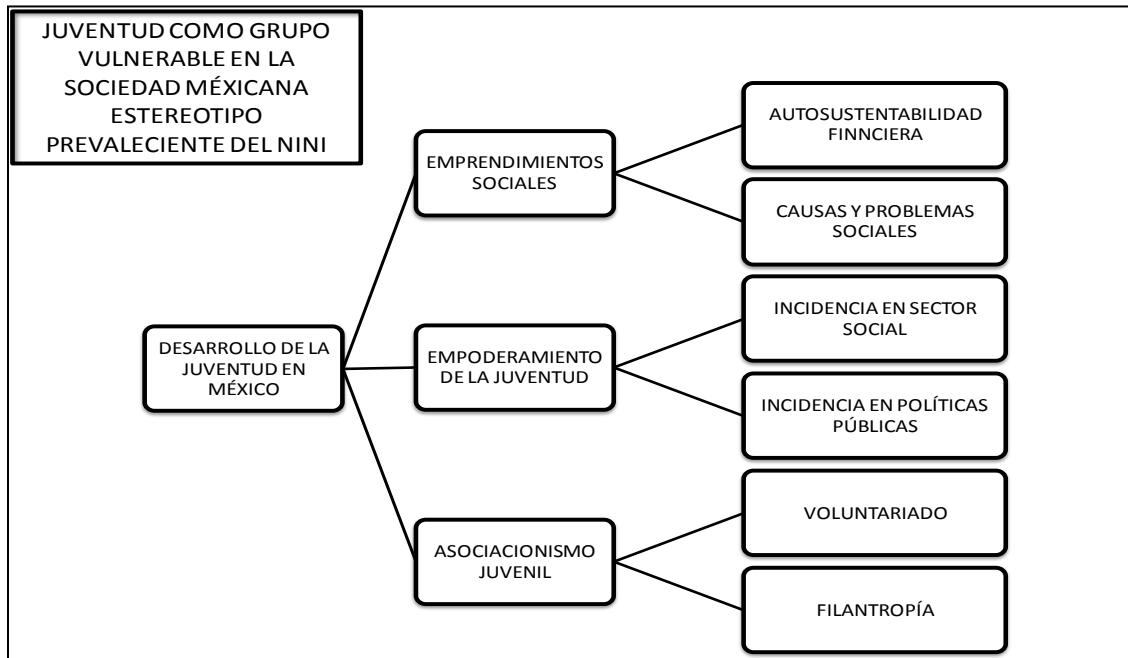 JUVENTUD COMO GRUPO
VULNERABLE EN LA
SOCIEDAD MÉXICANA
ESTEREOTIPO
PREVALECIENTE DEL NINI
DESARROLLO DE LA
JUVENTUD EN
MÉXICO
EMPRENDIMIENTOS
SOCIALES
AUTOSUSTENTABILIDAD
FINNCIERA
CAUSAS Y PROBLEMAS
SOCIALES
EMPODERAMIENTO
DE LA JUVENTUD
INCIDENCIA EN SECTOR
SOCIAL
INCIDENCIA EN POLÍTICAS
PÚBLICAS
ASOCIACIONISMO
JUVENIL
VOLUNTARIADO
FILANTROPÍA